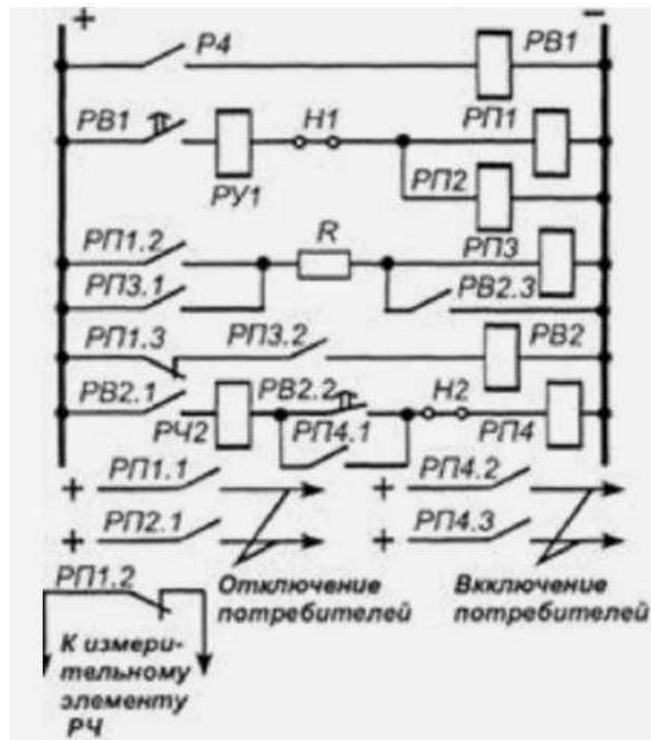 + –
Р4 РВ1
РВ1 Н1 РП1
РУ1 РП2
РП1.2 R РП3
РП3.1 РВ2.3
РП1.3 РП3.2 РВ2
РВ2.1 РВ2.2 Н2
РЧ2 РП4.1 РП4
+ РП1.1 + РП4.2
+ РП2.1 + РП4.3
РП1.2
Отключение
потребителей
Вкключение
потребителей
К измери-
тельному
элементу
РЧ